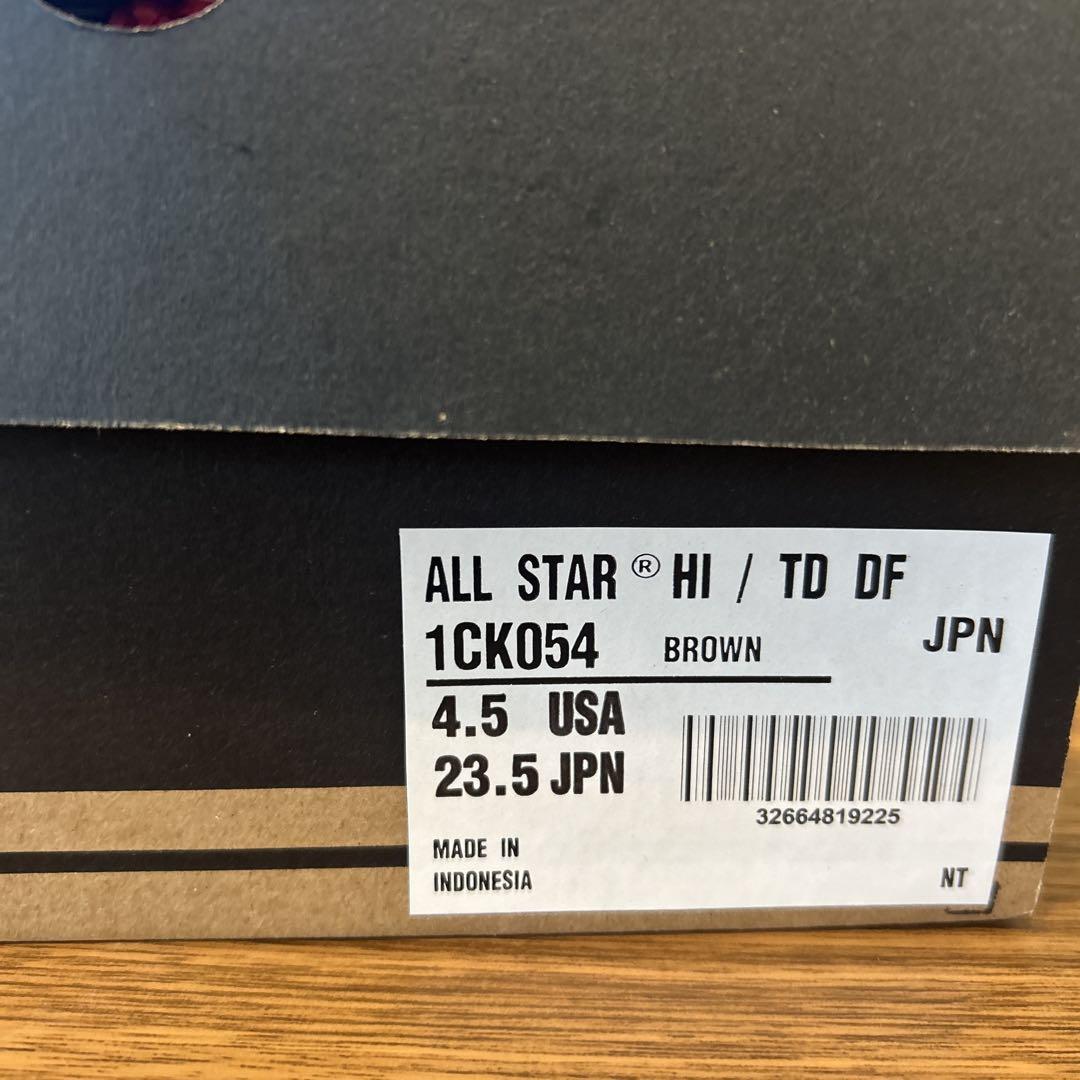 ALL STAR® HI / TD DF
1CK054 BROWN JPN
4.5 USA
23.5 JPN
32664819225
MADE IN
INDONESIA
NT